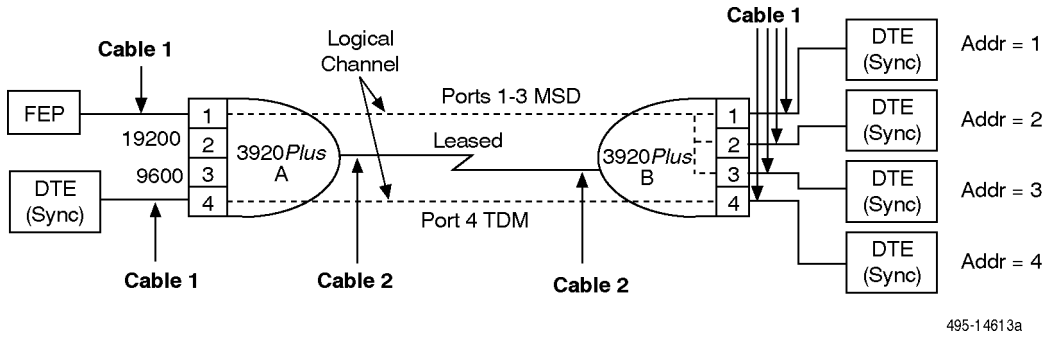 Cable 1
Logical
Channel
Cable 1
DTE
(Sync)
Addr = 1
FEP
Ports 1-3 MSD
1
1
19200
2
Leased
2
DTE
(Sync)
Addr = 2
3920Plus
A
3920Plus
B
9600
3
3
DTE
(Sync)
DTE
(Sync)
Addr = 3
4
4
Port 4 TDM
DTE
(Sync)
Addr = 4
Cable 1
Cable 2
Cable 2
495-14613a